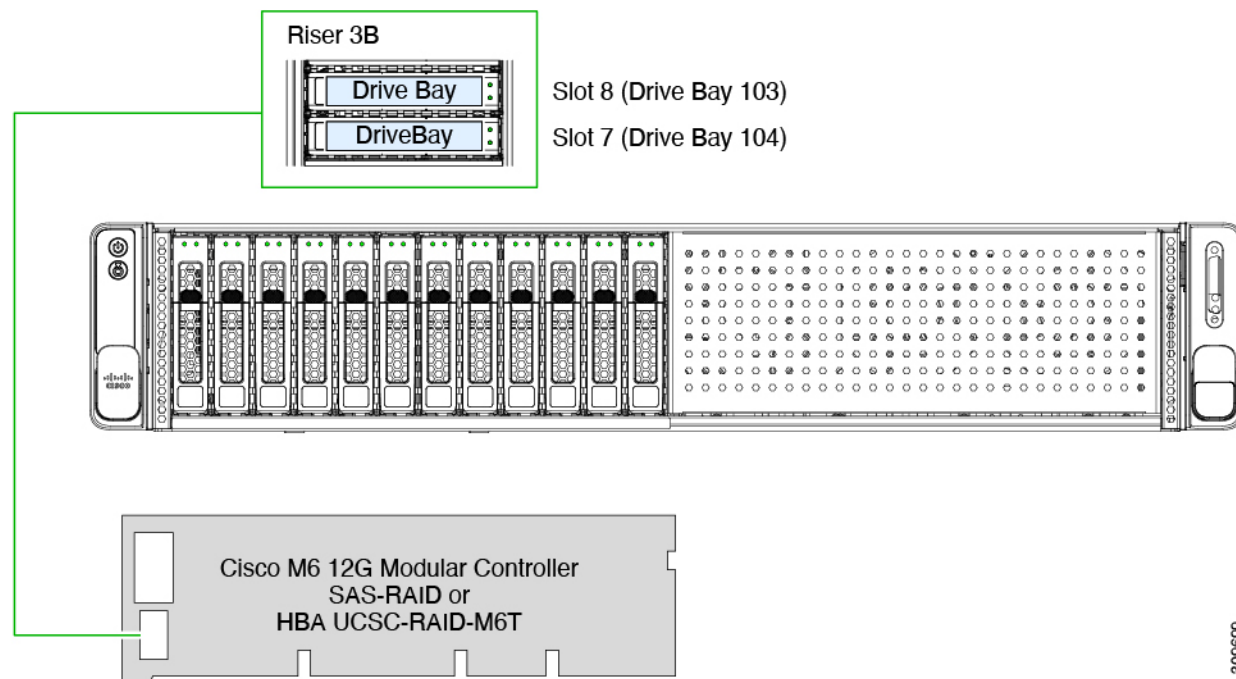 Riser 3B
Drive Bay
Slot 8 (Drive Bay 103)
DriveBay
Slot 7 (Drive Bay 104)
CISCO
Cisco M6 12G Modular Controller
SAS-RAID or
HBA UCSC-RAID-M6T